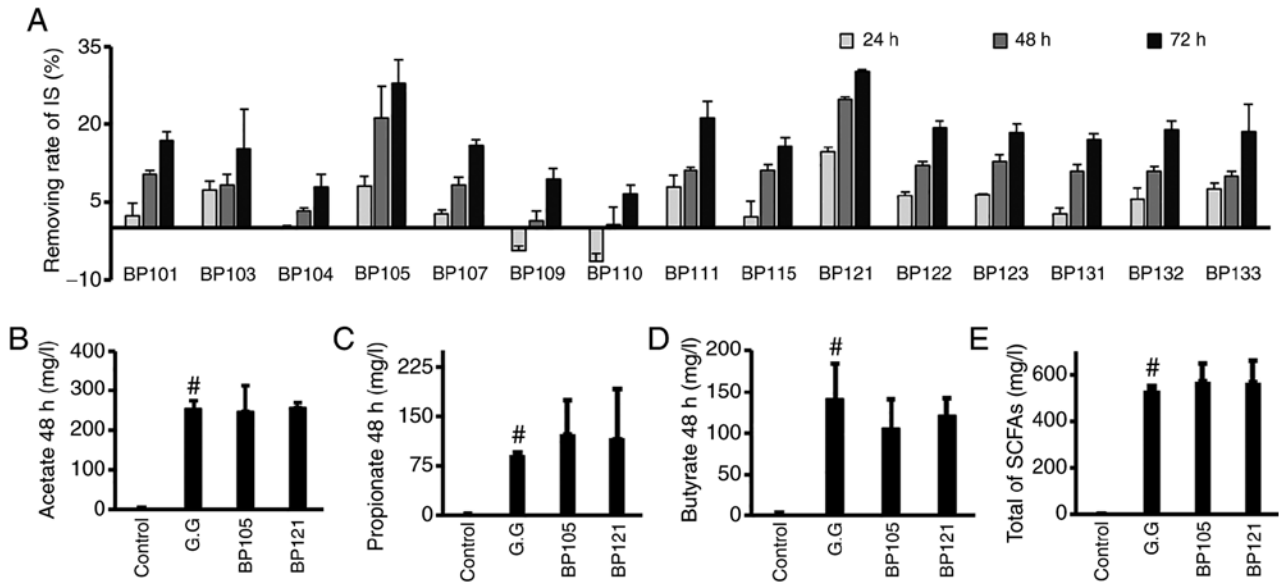 A
Removing rate of IS (%)
35
20
5
−10
24 h
48 h
72 h
BP101 BP103 BP104 BP105 BP107 BP109 BP110 BP111 BP115 BP121 BP122 BP123 BP131 BP132 BP133
B
Acetate 48 h (mg/l)
400
300
200
100
0
#
Control
G.G
BP105
BP121
C
Propionate 48 h (mg/l)
225
150
75
0
#
Control
G.G
BP105
BP121
D
Butyrate 48 h (mg/l)
200
150
100
50
0
#
Control
G.G
BP105
BP121
E
Total of SCFAs (mg/l)
600
400
200
0
#
Control
G.G
BP105
BP121